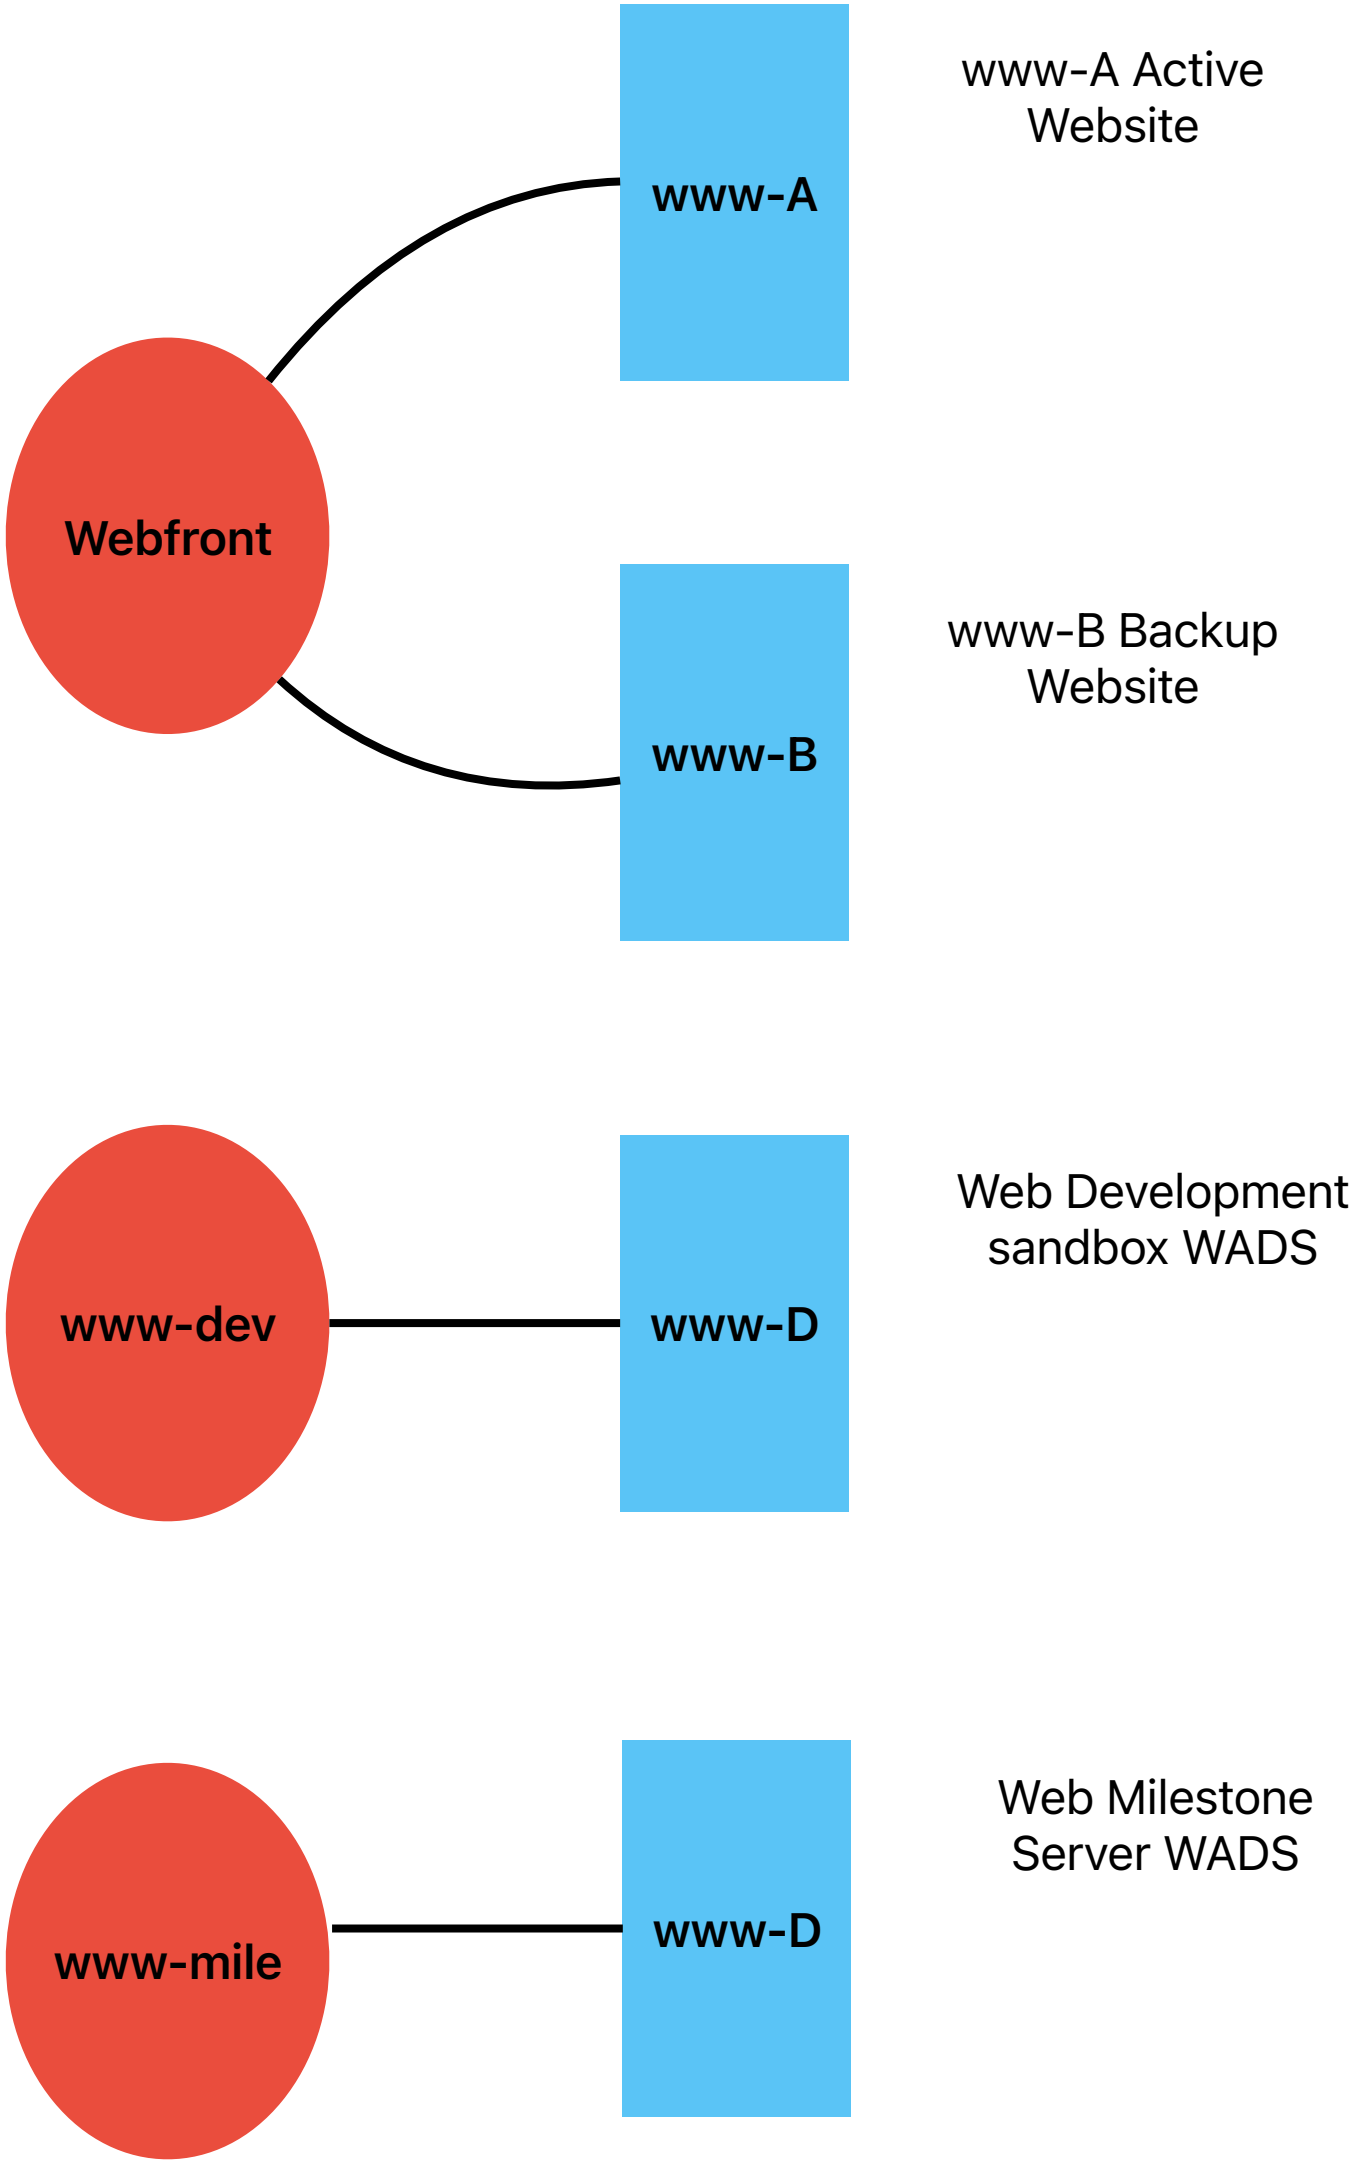 www-A Active
Website
www-A
Webfront
www-B Backup
Website
www-B
Web Development
sandbox WADS
www-dev
www-D
Web Milestone
Server WADS
www-D
www-mile